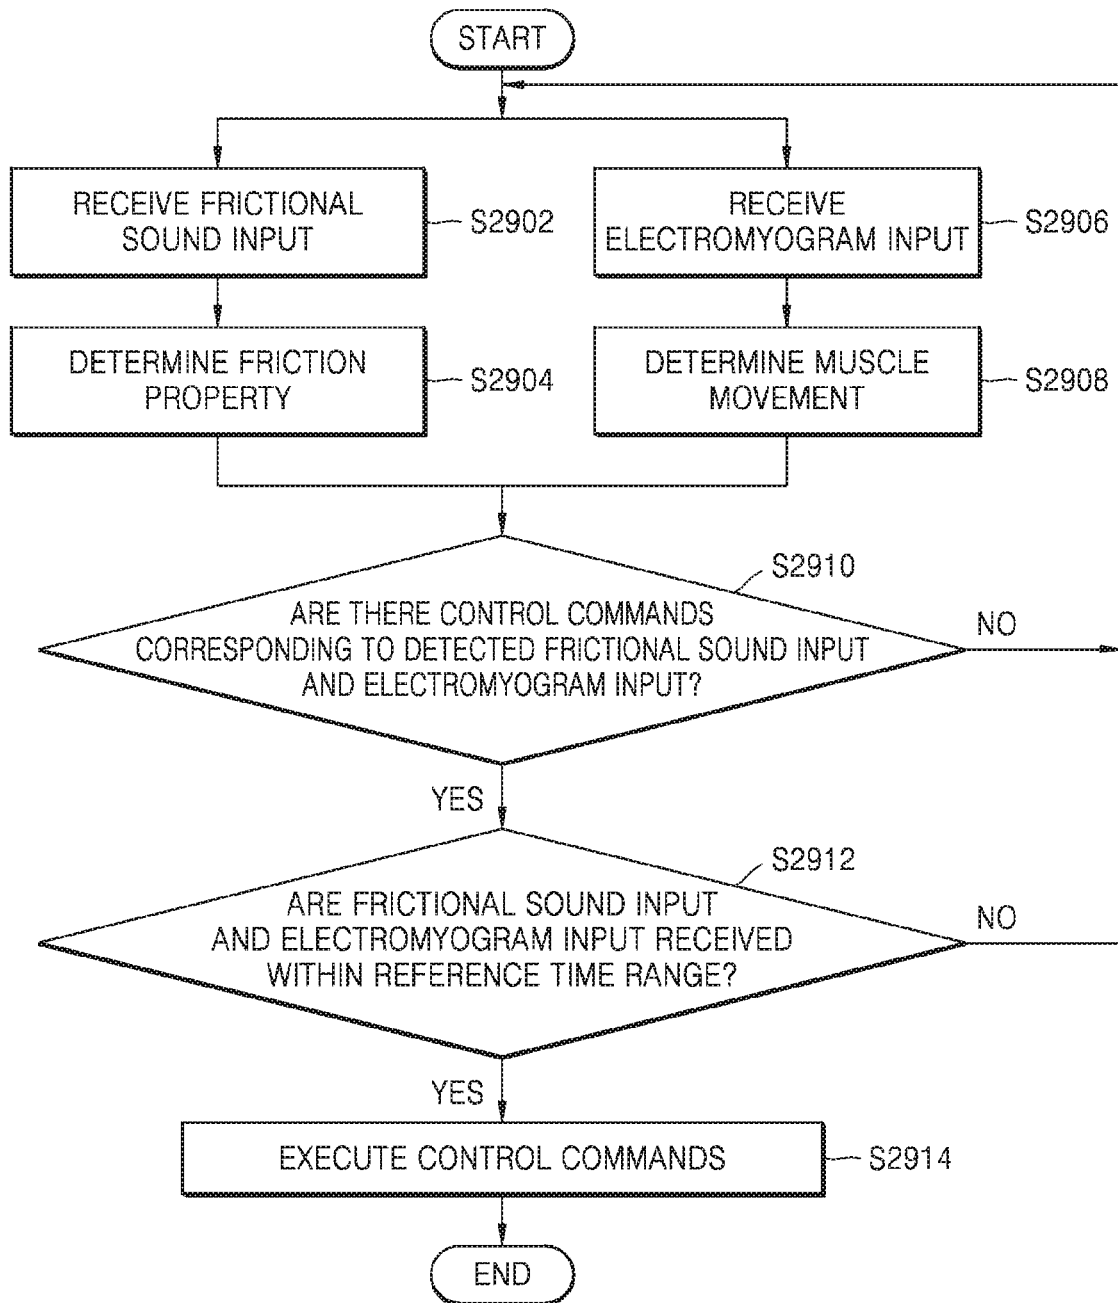 START
RECEIVE FRICTIONAL
SOUND INPUT
S2902
RECEIVE
ELECTROMYOGRAM INPUT
S2906
DETERMINE FRICTION
PROPERTY
S2904
DETERMINE MUSCLE
MOVEMENT
S2908
S2910
ARE THERE CONTROL COMMANDS
CORRESPONDING TO DETECTED FRICTIONAL SOUND INPUT
AND ELECTROMYOGRAM INPUT?
NO
YES
S2912
ARE FRICTIONAL SOUND INPUT
AND ELECTROMYOGRAM INPUT RECEIVED
WITHIN REFERENCE TIME RANGE?
NO
YES
EXECUTE CONTROL COMMANDS
S2914
END